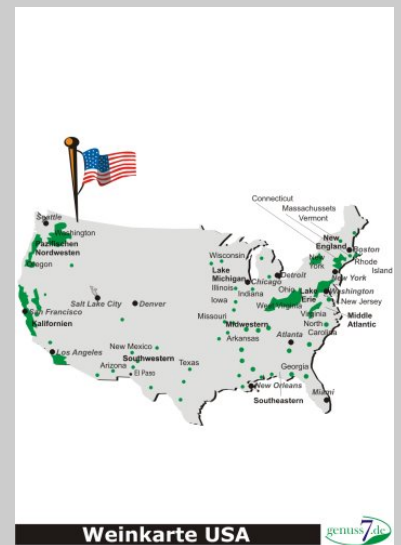 Connecticut
Massachussets
Vermont
Seattle
Washington
Pazifischen
Nordwesten
Oregon
New
England
Boston
Rhode
Island
New
York
New York
Wisconsin
Lake
Michigan
Chicago
Detroit
Illinois
Indiana
Ohio
Lake
Erie
Washington
New Jersey
Iowa
West Virginia
Virginia
Middle
Atlantic
Salt Lake City
Denver
San Francisco
Kalifornien
Missouri
Midwestern
North
Carolina
Arkansas
Atlanta
Los Angeles
New Mexico
Southwestern
Arizona
El Paso
Texas
Georgia
New Orleans
Miami
Southeastern
Weinkarte USA
genuss7.de